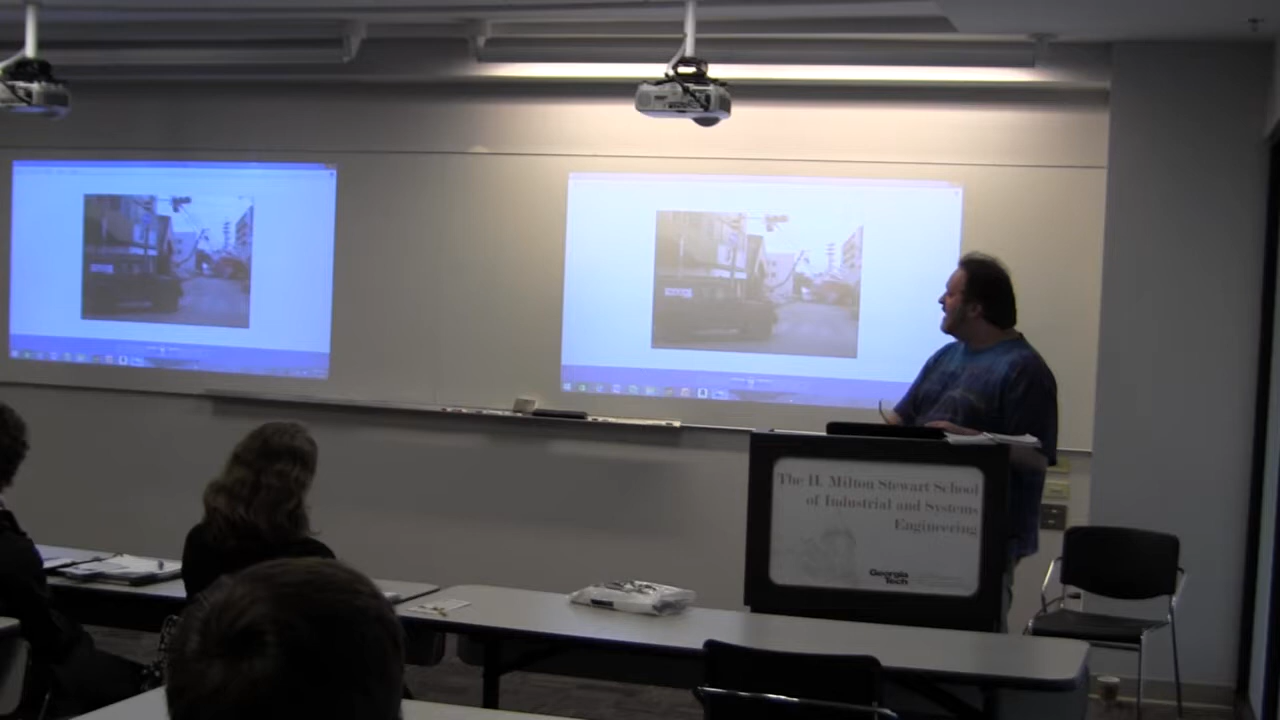 The H. Milton Stewart School
of Industrial and Systems
Engineering
Georgia
Tech